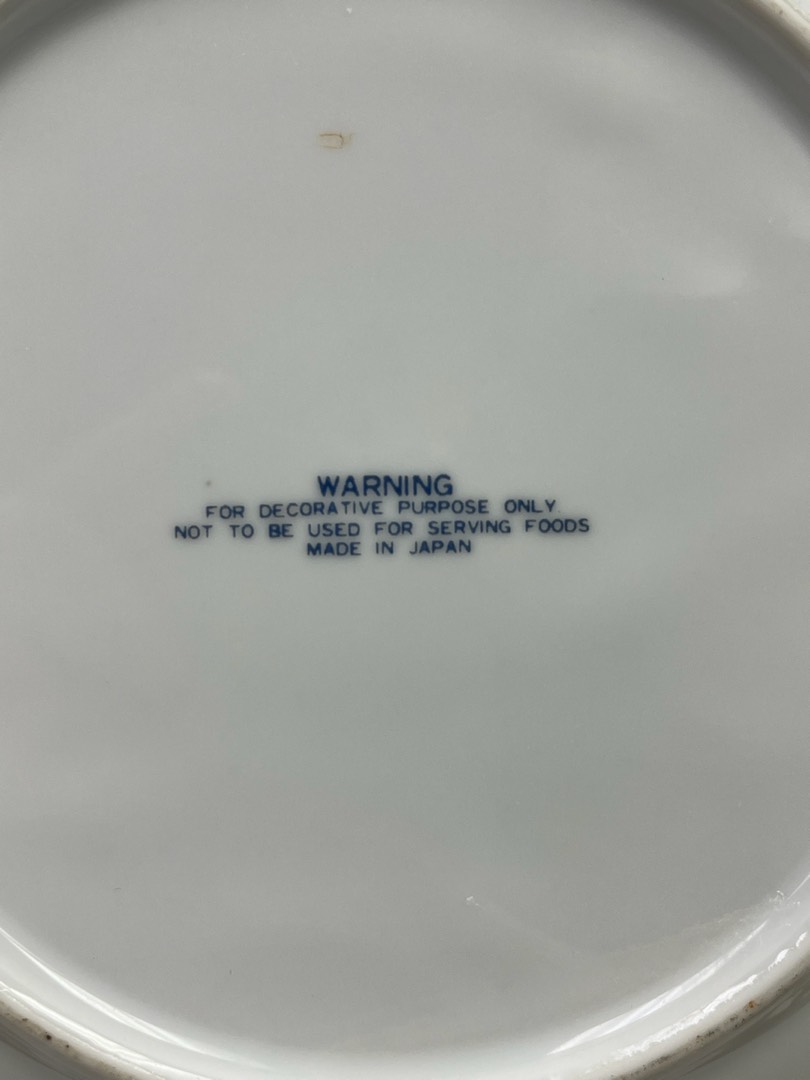 WARNING
FOR DECORATIVE PURPOSE ONLY
NOT TO BE USED FOR SERVING FOODS
MADE IN JAPAN